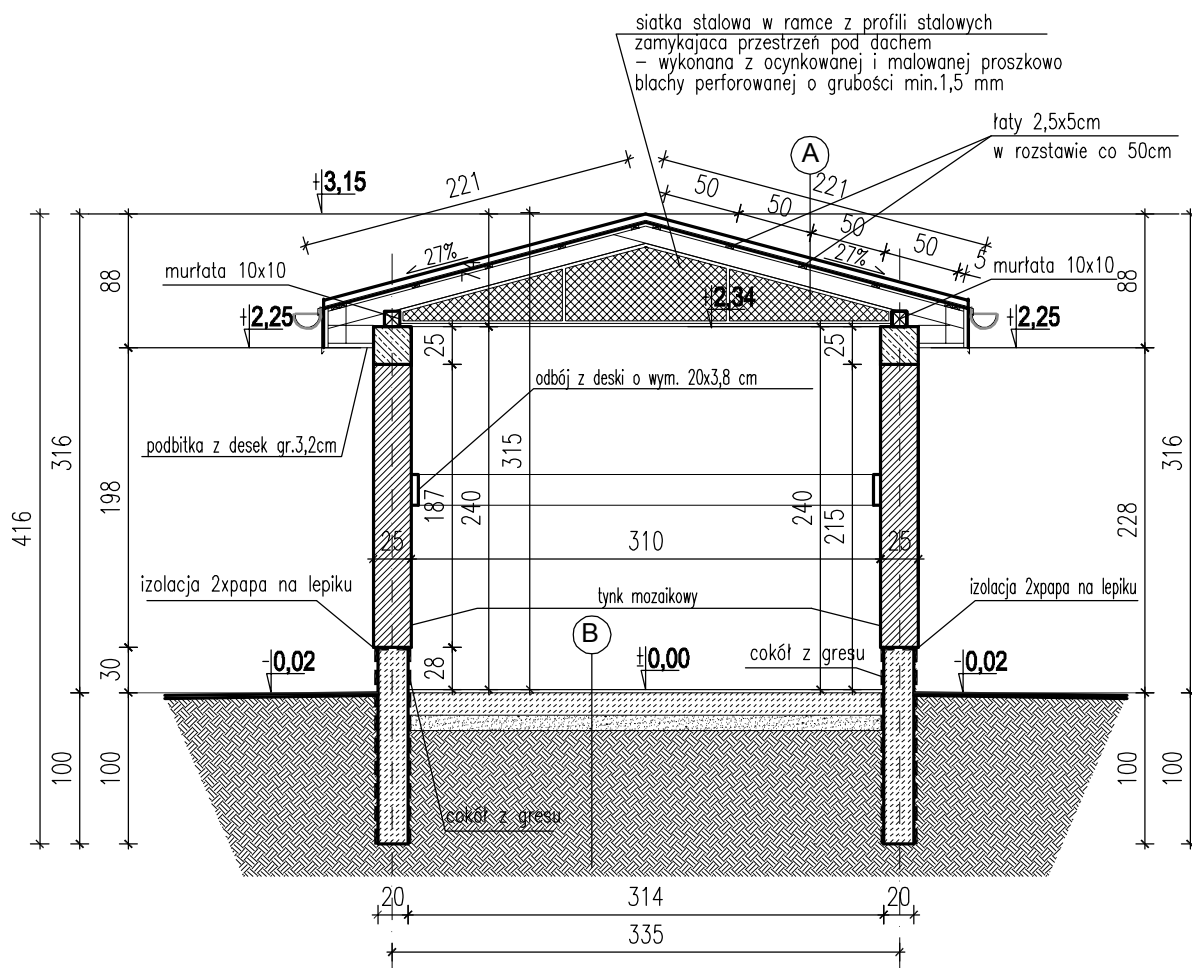 siatka stalowa w ramce z profili stalowych
zamykajaca przestrzeń pod dachem
– wykonana z ocynkowanej i malowanej proszkowo
blachy perforowanej o grubości min.1,5 mm
łaty 2,5x5cm
w rozstawie co 50cm
A
221
221
50
50
50
50
5
+3,15
27%
27%
murłata 10x10
murłata 10x10
88
88
+2,25
+2,34
+2,25
25
25
odbój z deski o wym. 20x3,8 cm
podbitka z desek gr.3,2cm
316
316
315
198
187
240
240
215
228
416
25
310
25
izolacja 2xpapa na lepiku
izolacja 2xpapa na lepiku
tynk mozaikowy
B
cokół z gresu
-0,02
±0,00
-0,02
30
28
100
100
100
100
cokół z gresu
20
314
20
335